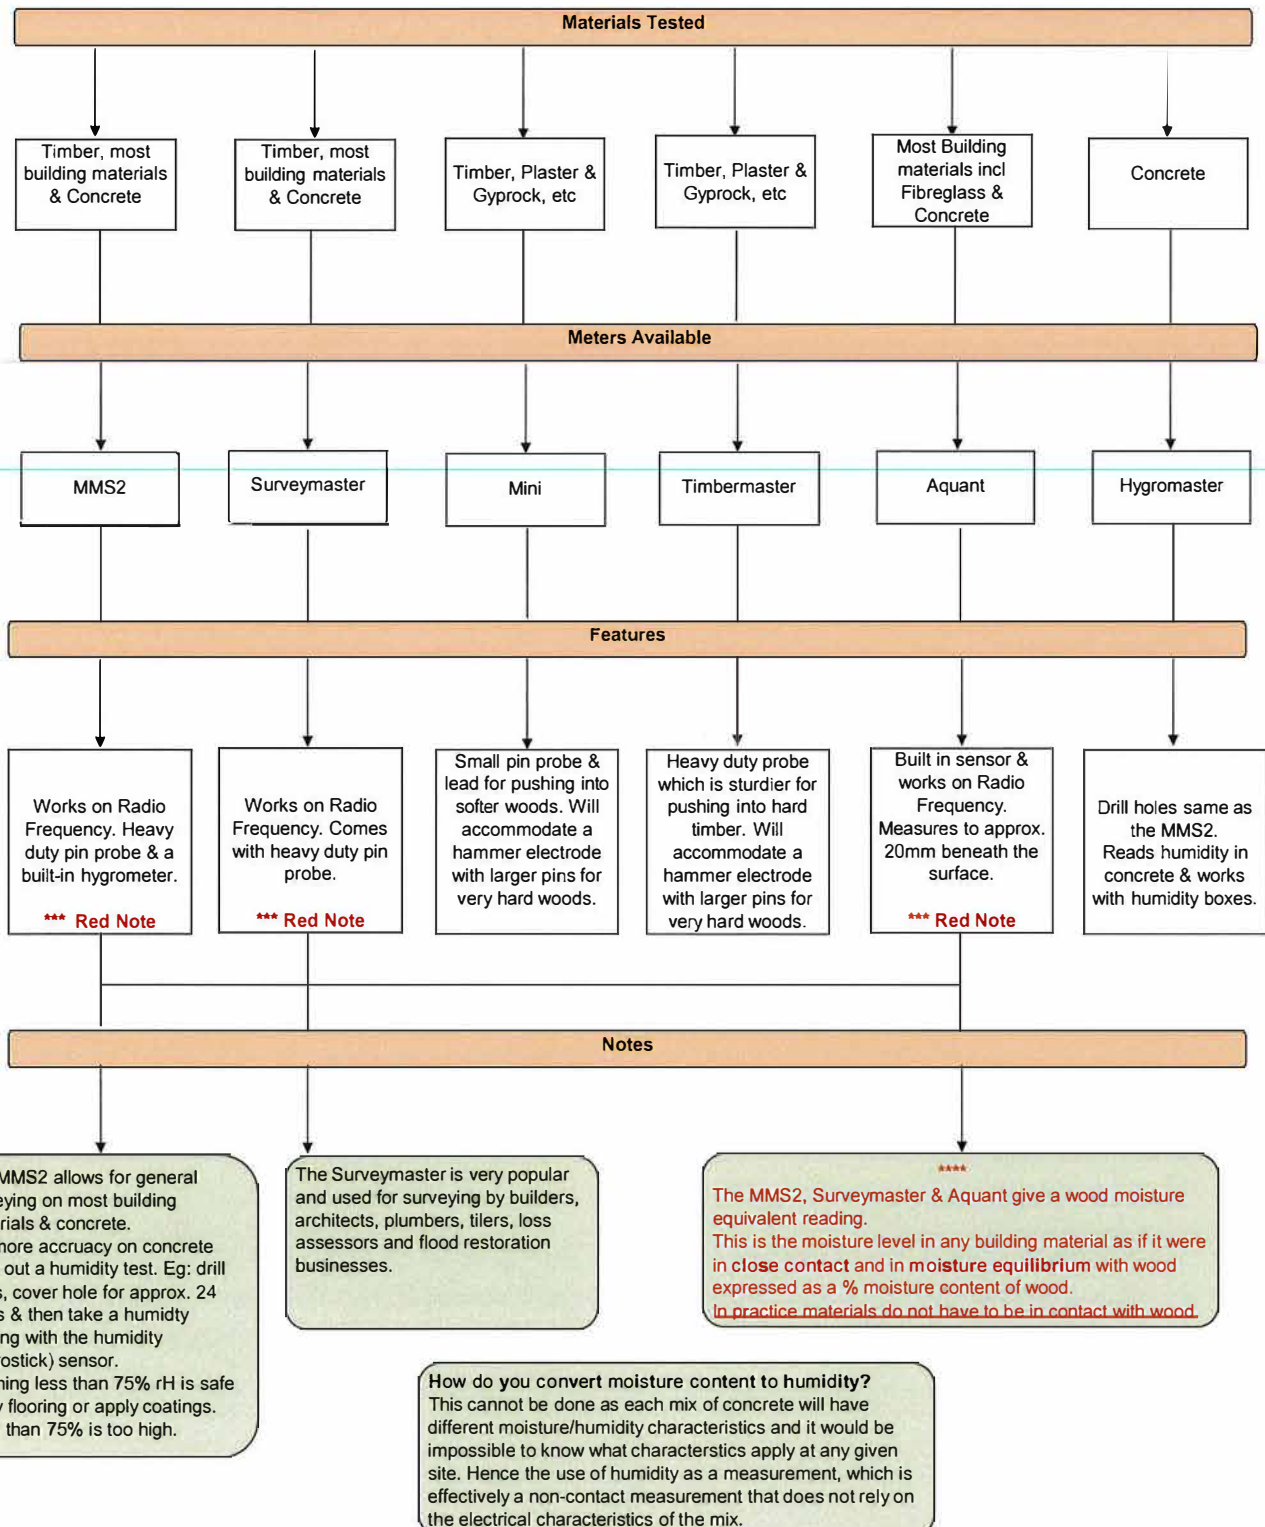 Materials Tested
Timber, most
building materials
& Concrete
Timber, most
building materials
& Concrete
Timber, Plaster &
Gyprock, etc
Timber, Plaster &
Gyprock, etc
Most Building
materials incl
Fibreglass &
Concrete
Concrete
Meters Available
MMS2
Surveymaster
Mini
Timbermaster
Aquant
Hygromaster
Features
Works on Radio
Frequency. Heavy
duty pin probe & a
built-in hygrometer.
*** Red Note
Works on Radio
Frequency. Comes
with heavy duty pin
probe.
*** Red Note
Small pin probe &
lead for pushing into
softer woods. Will
accommodate a
hammer electrode
with larger pins for
very hard woods.
Heavy duty probe
which is sturdier for
pushing into hard
timber. Will
accommodate a
hammer electrode
with larger pins for
very hard woods.
Built in sensor &
works on Radio
Frequency.
Measures to approx.
20mm beneath the
surface.
*** Red Note
Drill holes same as
the MMS2.
Reads humidity in
concrete & works
with humidity boxes.
Notes
MMS2 allows for general
eying on most building
rials & concrete.
more accruacy on concrete
out a humidity test. Eg: drill
s, cover hole for approx. 24
s & then take a humidty
ng with the humidity
rostick) sensor.
hing less than 75% rH is safe
y flooring or apply coatings.
than 75% is too high.
The Surveymaster is very popular
and used for surveying by builders,
architects, plumbers, tilers, loss
assessors and flood restoration
businesses.
****
The MMS2, Surveymaster & Aquant give a wood moisture
equivalent reading.
This is the moisture level in any building material as if it were
in close contact and in moisture equilibrium with wood
expressed as a % moisture content of wood.
In practice materials do not have to be in contact with wood.
How do you convert moisture content to humidity?
This cannot be done as each mix of concrete will have
different moisture/humidity characteristics and it would be
impossible to know what characterstics apply at any given
site. Hence the use of humidity as a measurement, which is
effectively a non-contact measurement that does not rely on
the electrical characteristics of the mix.